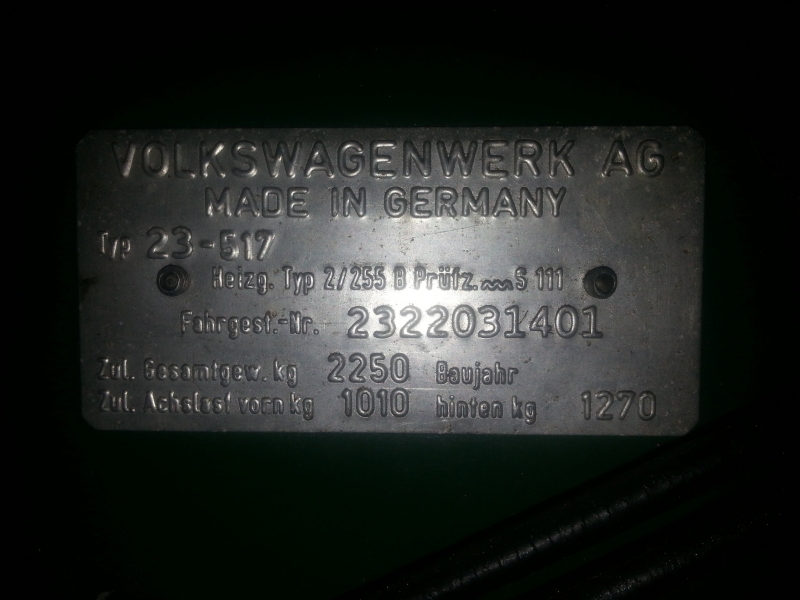 VOLKSWAGENWERK AG
MADE IN GERMANY
Typ 23-517
Heizg. Typ 2/255 B Prüfz. S 111
Fahrgest.-Nr. 2322031401
Zul. Gesamtgew. kg 2250 Baujahr
Zul. Achslast vorn kg 1010 hinten kg 1270